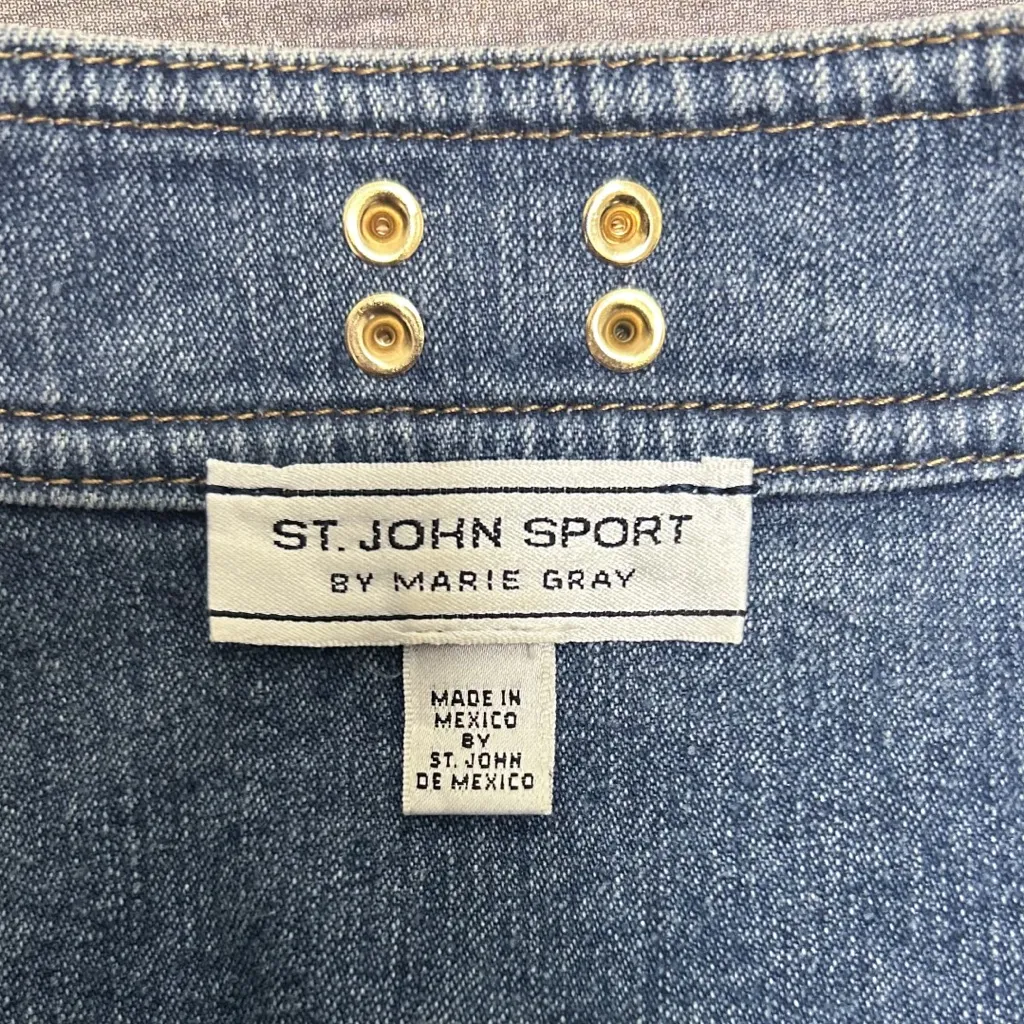 ST. JOHN SPORT
BY MARIE GRAY
MADE IN
MEXICO
BY
ST. JOHN
DE MEXICO